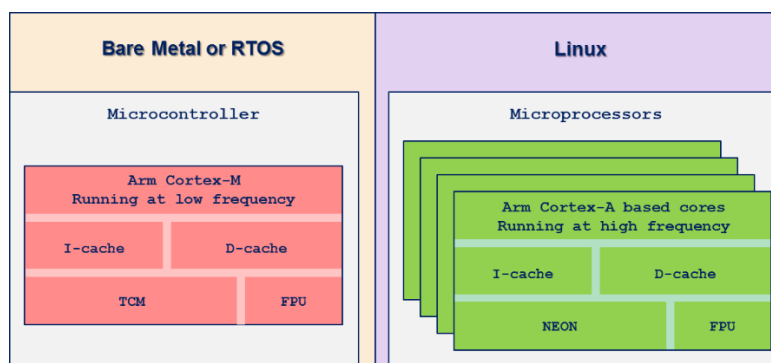 Bare Metal or RTOS
Linux
Microcontroller
Microprocessors
Arm Cortex-M
Running at low frequency
I-cache
D-cache
TCM
FPU
Arm Cortex-A based cores
Running at high frequency
I-cache
D-cache
NEON
FPU